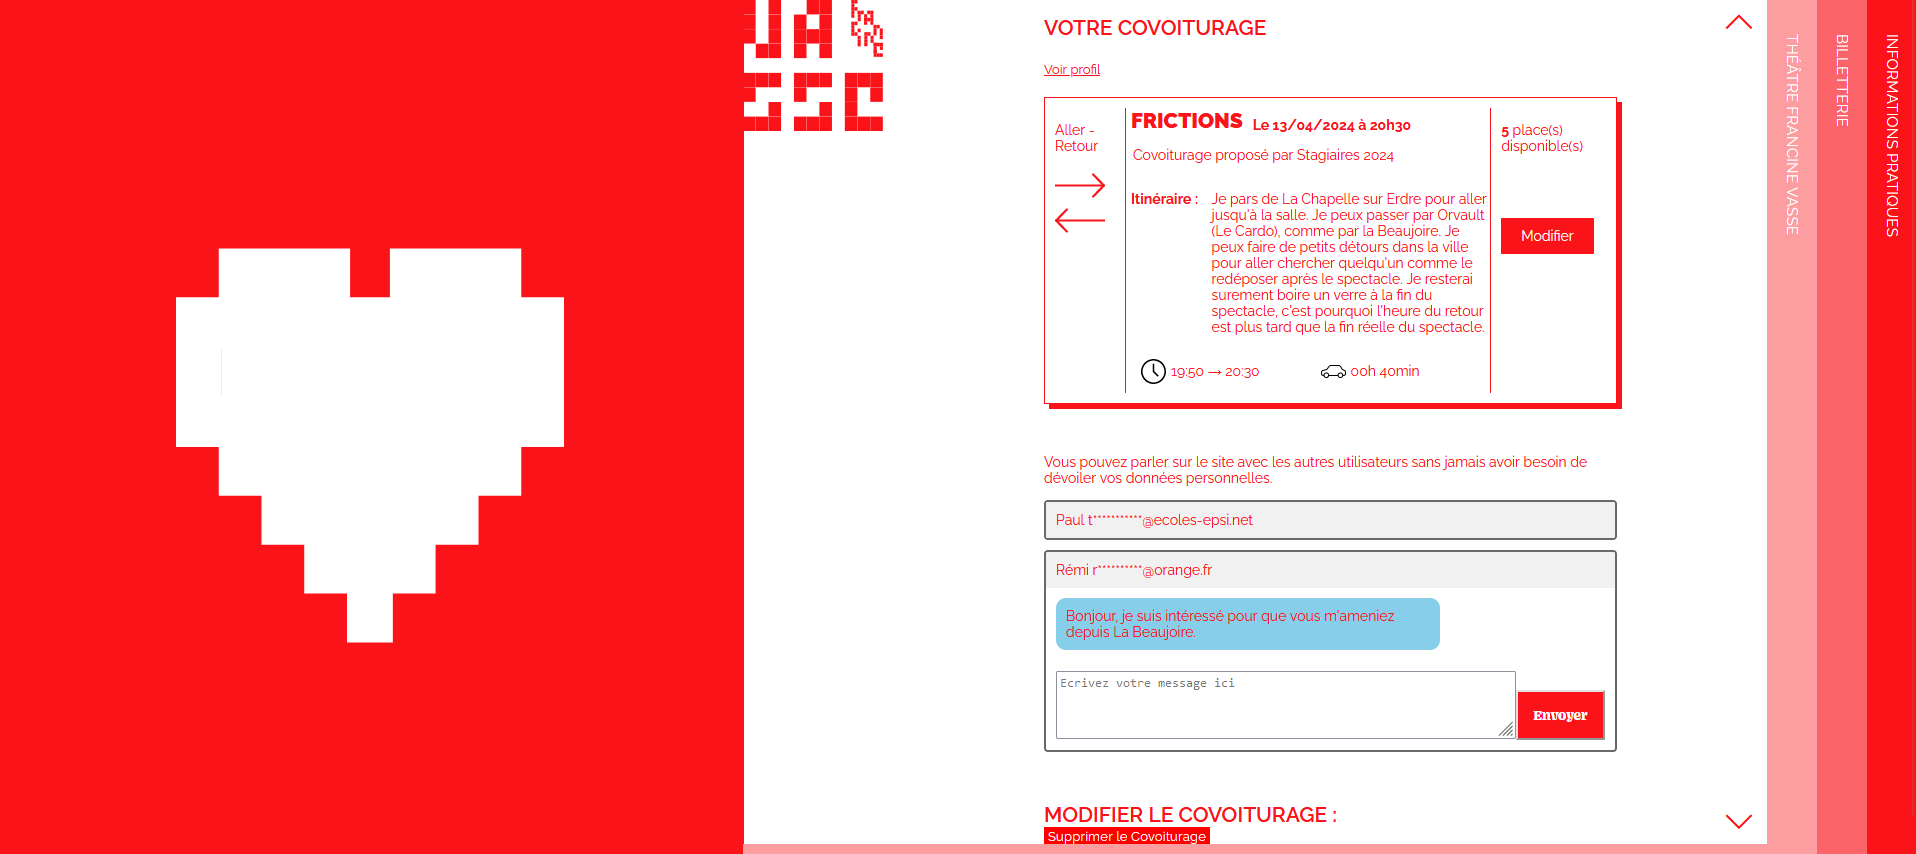 VOTRE COVOITURAGE
Voir profil
Aller -
Retour
FRICTIONS Le 13/04/2024 à 20h30
Covoiturage proposé par Stagiaires 2024
Itinéraire : Je pars de La Chapelle sur Erdre pour aller
jusqu'à la salle. Je peux passer par Orvault
(Le Cardo), comme par la Beaujoire. Je
peux faire de petits détours dans la ville
pour aller chercher quelqu'un comme le
redéposer après le spectacle. Je resterai
surement boire un verre à la fin du
spectacle, c'est pourquoi l'heure du retour
est plus tard que la fin réelle du spectacle.
19:50 → 20:30
00h 40min
5 place(s)
disponible(s)
Modifier
Vous pouvez parler sur le site avec les autres utilisateurs sans jamais avoir besoin de
dévoiler vos données personnelles.
Paul t***********@ecoles-epsi.net
Rémi r**********@orange.fr
Bonjour, je suis intéressé pour que vous m'ameniez
depuis La Beaujoire.
Ecrivez votre message ici
Envoyer
MODIFIER LE COVOITURAGE :
Supprimer le Covoiturage
THÉÂTRE FRANCINE VASSE
BILLETTERIE
INFORMATIONS PRATIQUES